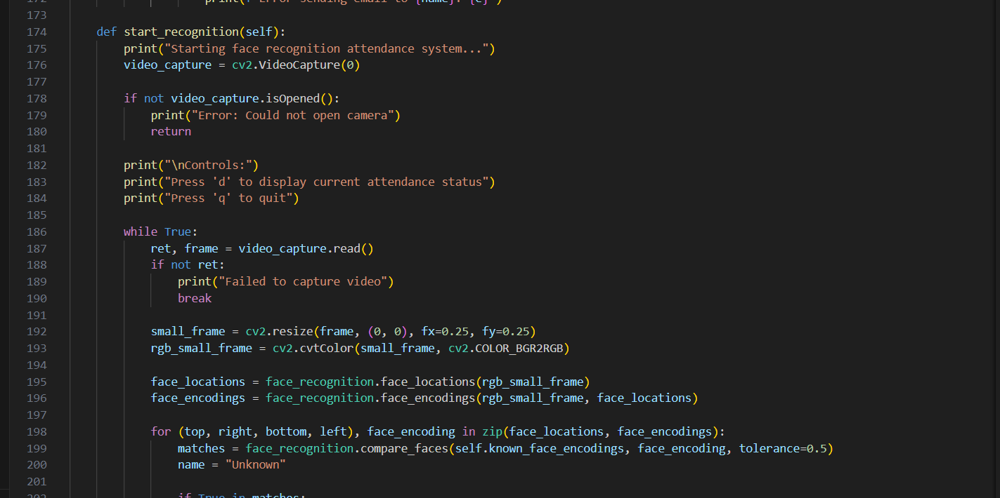 172 print(f"Error sending email to {name}: {e}")
173
174 def start_recognition(self):
175 print("Starting face recognition attendance system...")
176 video_capture = cv2.VideoCapture(0)
177
178 if not video_capture.isOpened():
179 print("Error: Could not open camera")
180 return
181
182 print("\nControls:")
183 print("Press 'd' to display current attendance status")
184 print("Press 'q' to quit")
185
186 while True:
187 ret, frame = video_capture.read()
188 if not ret:
189 print("Failed to capture video")
190 break
191
192 small_frame = cv2.resize(frame, (0, 0), fx=0.25, fy=0.25)
193 rgb_small_frame = cv2.cvtColor(small_frame, cv2.COLOR_BGR2RGB)
194
195 face_locations = face_recognition.face_locations(rgb_small_frame)
196 face_encodings = face_recognition.face_encodings(rgb_small_frame, face_locations)
197
198 for (top, right, bottom, left), face_encoding in zip(face_locations, face_encodings):
199 matches = face_recognition.compare_faces(self.known_face_encodings, face_encoding, tolerance=0.5)
200 name = "Unknown"
201
202 if True in matches: